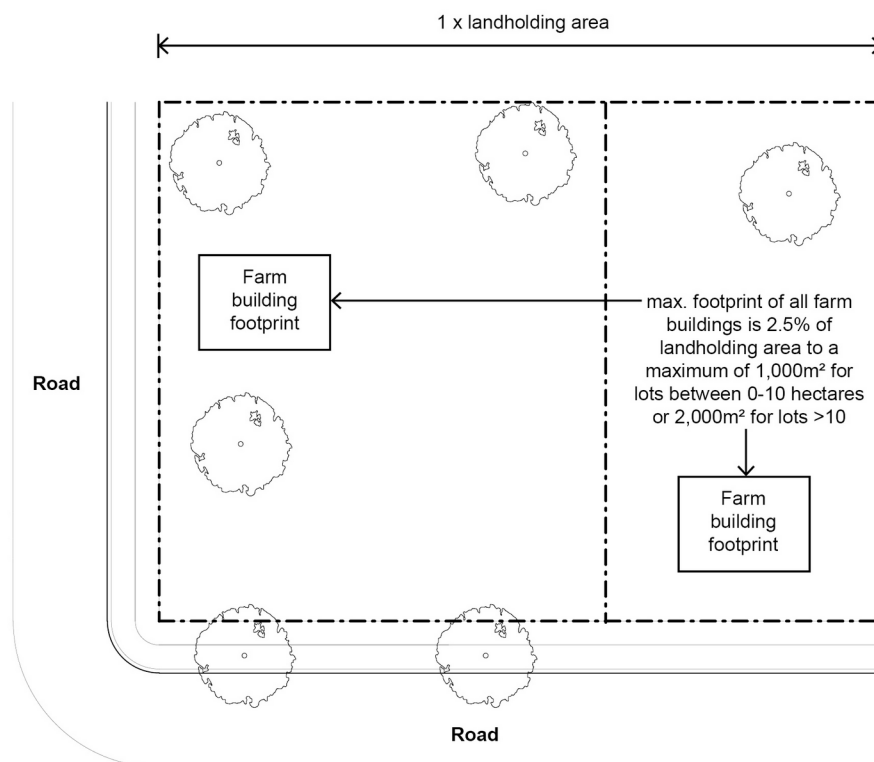 1 x landholding area
Farm
building
footprint
max. footprint of all farm
buildings is 2.5% of
landholding area to a
maximum of 1,000m² for
lots between 0-10 hectares
or 2,000m² for lots >10
Road
Farm
building
footprint
Road